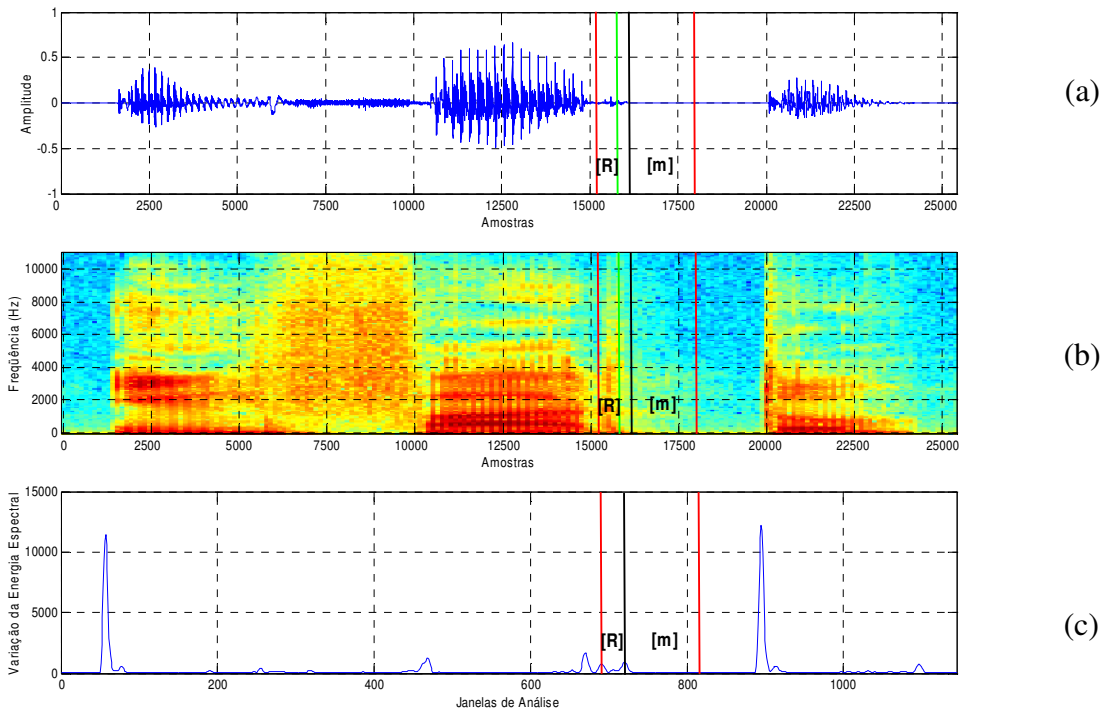 1
0.5
0
-0.5
-1
Amplitude
[R]
[m]
0 2500 5000 7500 10000 12500 15000 17500 20000 22500 25000
Amostras
(a)
10000
8000
6000
4000
2000
0
Freqüência (Hz)
[R]
[m]
0 2500 5000 7500 10000 12500 15000 17500 20000 22500 25000
Amostras
(b)
15000
10000
5000
0
Variação da Energia Espectral
[R]
[m]
0 200 400 600 800 1000
Janelas de Análise
(c)